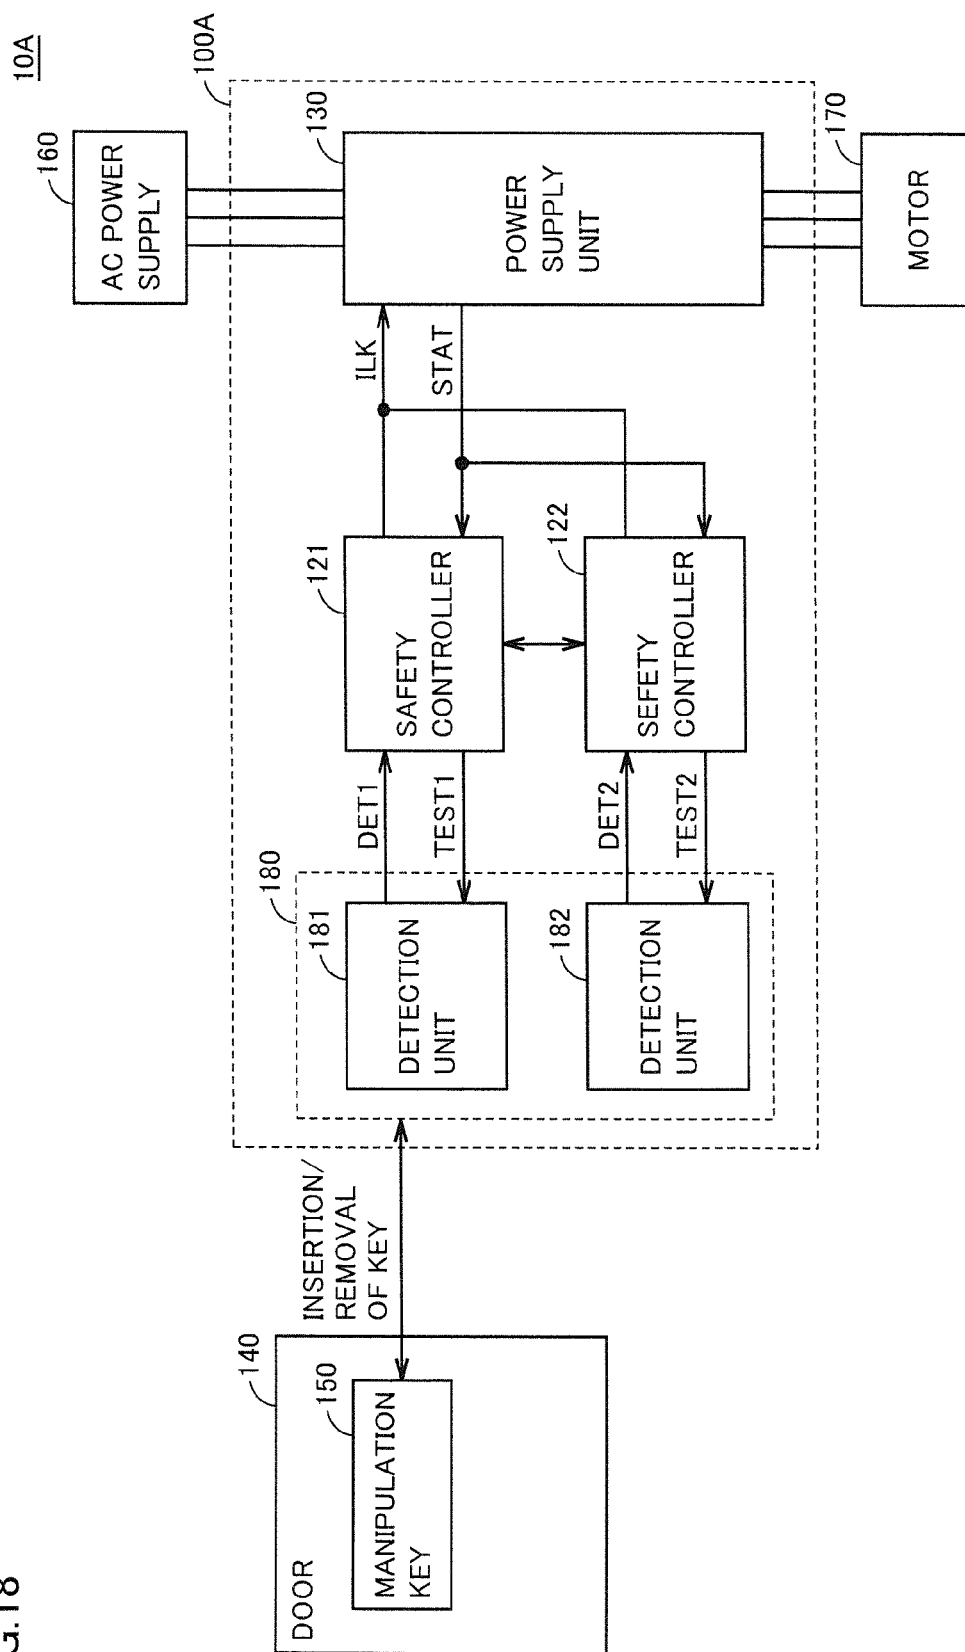 G.18
10A
160
AC POWER
SUPPLY
100A
130
POWER
SUPPLY
UNIT
170
MOTOR
ILK
STAT
121
SAFETY
CONTROLLER
122
SEFETY
CONTROLLER
DET1
TEST1
DET2
TEST2
180
181
DETECTION
UNIT
182
DETECTION
UNIT
INSERTION/
REMOVAL
OF KEY
140
DOOR
150
MANIPULATION
KEY